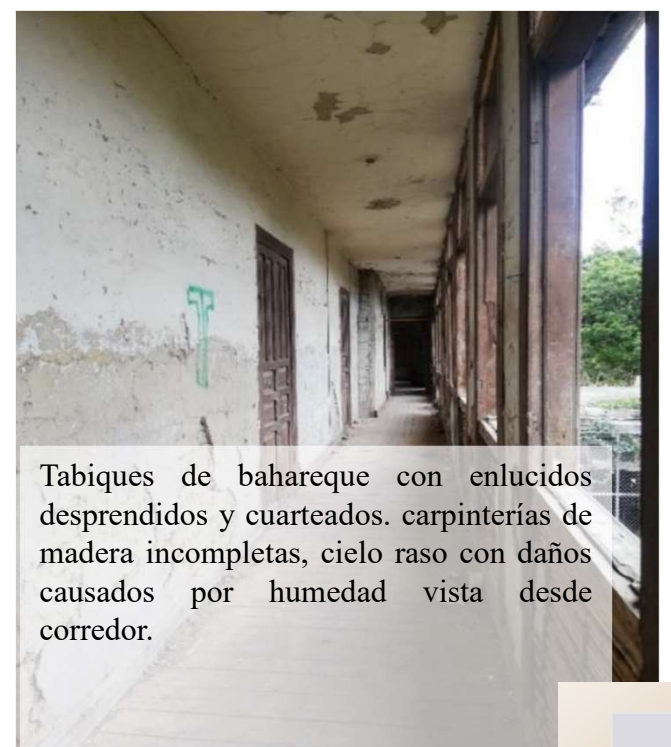 T
Tabiques de bahareque con enlucidos
desprendidos y cuarteados. carpinterías de
madera incompletas, cielo raso con daños
causados por humedad vista desde
corredor.